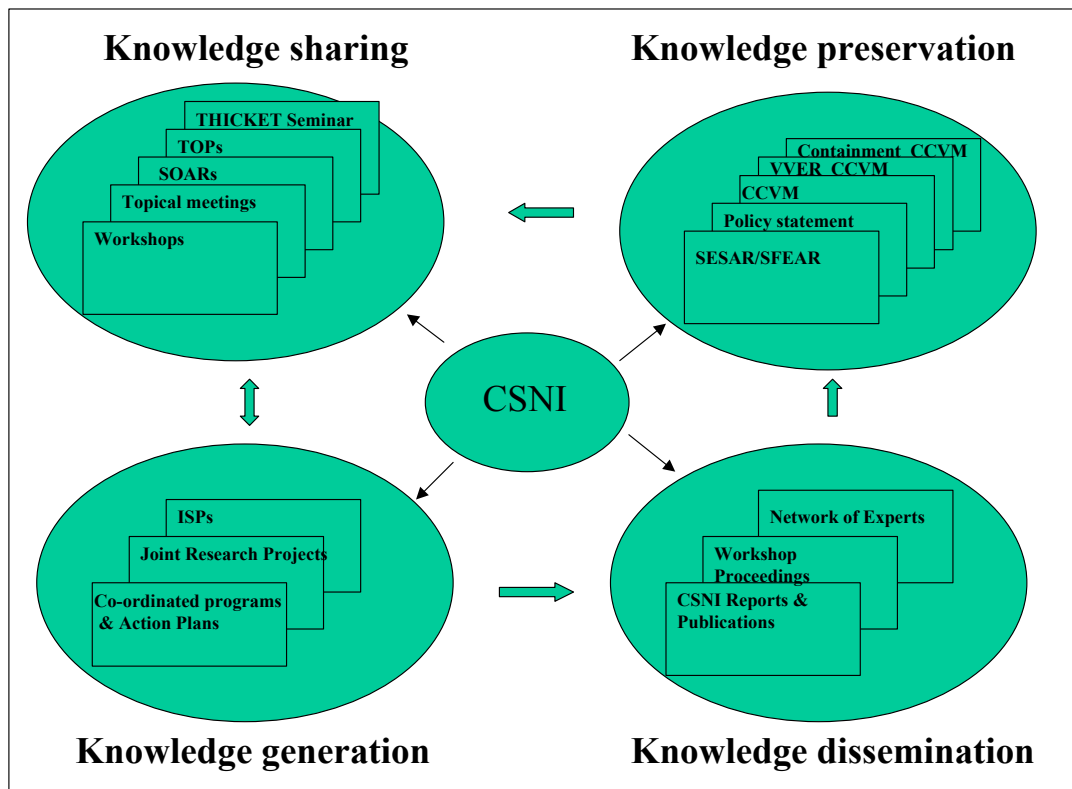 Knowledge sharing
THICKET Seminar
TOPs
SOARs
Topical meetings
Workshops
Knowledge preservation
Containment CCVM
VVER CCVM
CCVM
Policy statement
SESAR/SFEAR
CSNI
ISPs
Joint Research Projects
Co-ordinated programs
& Action Plans
Knowledge generation
Network of Experts
Workshop
Proceedings
CSNI Reports &
Publications
Knowledge dissemination